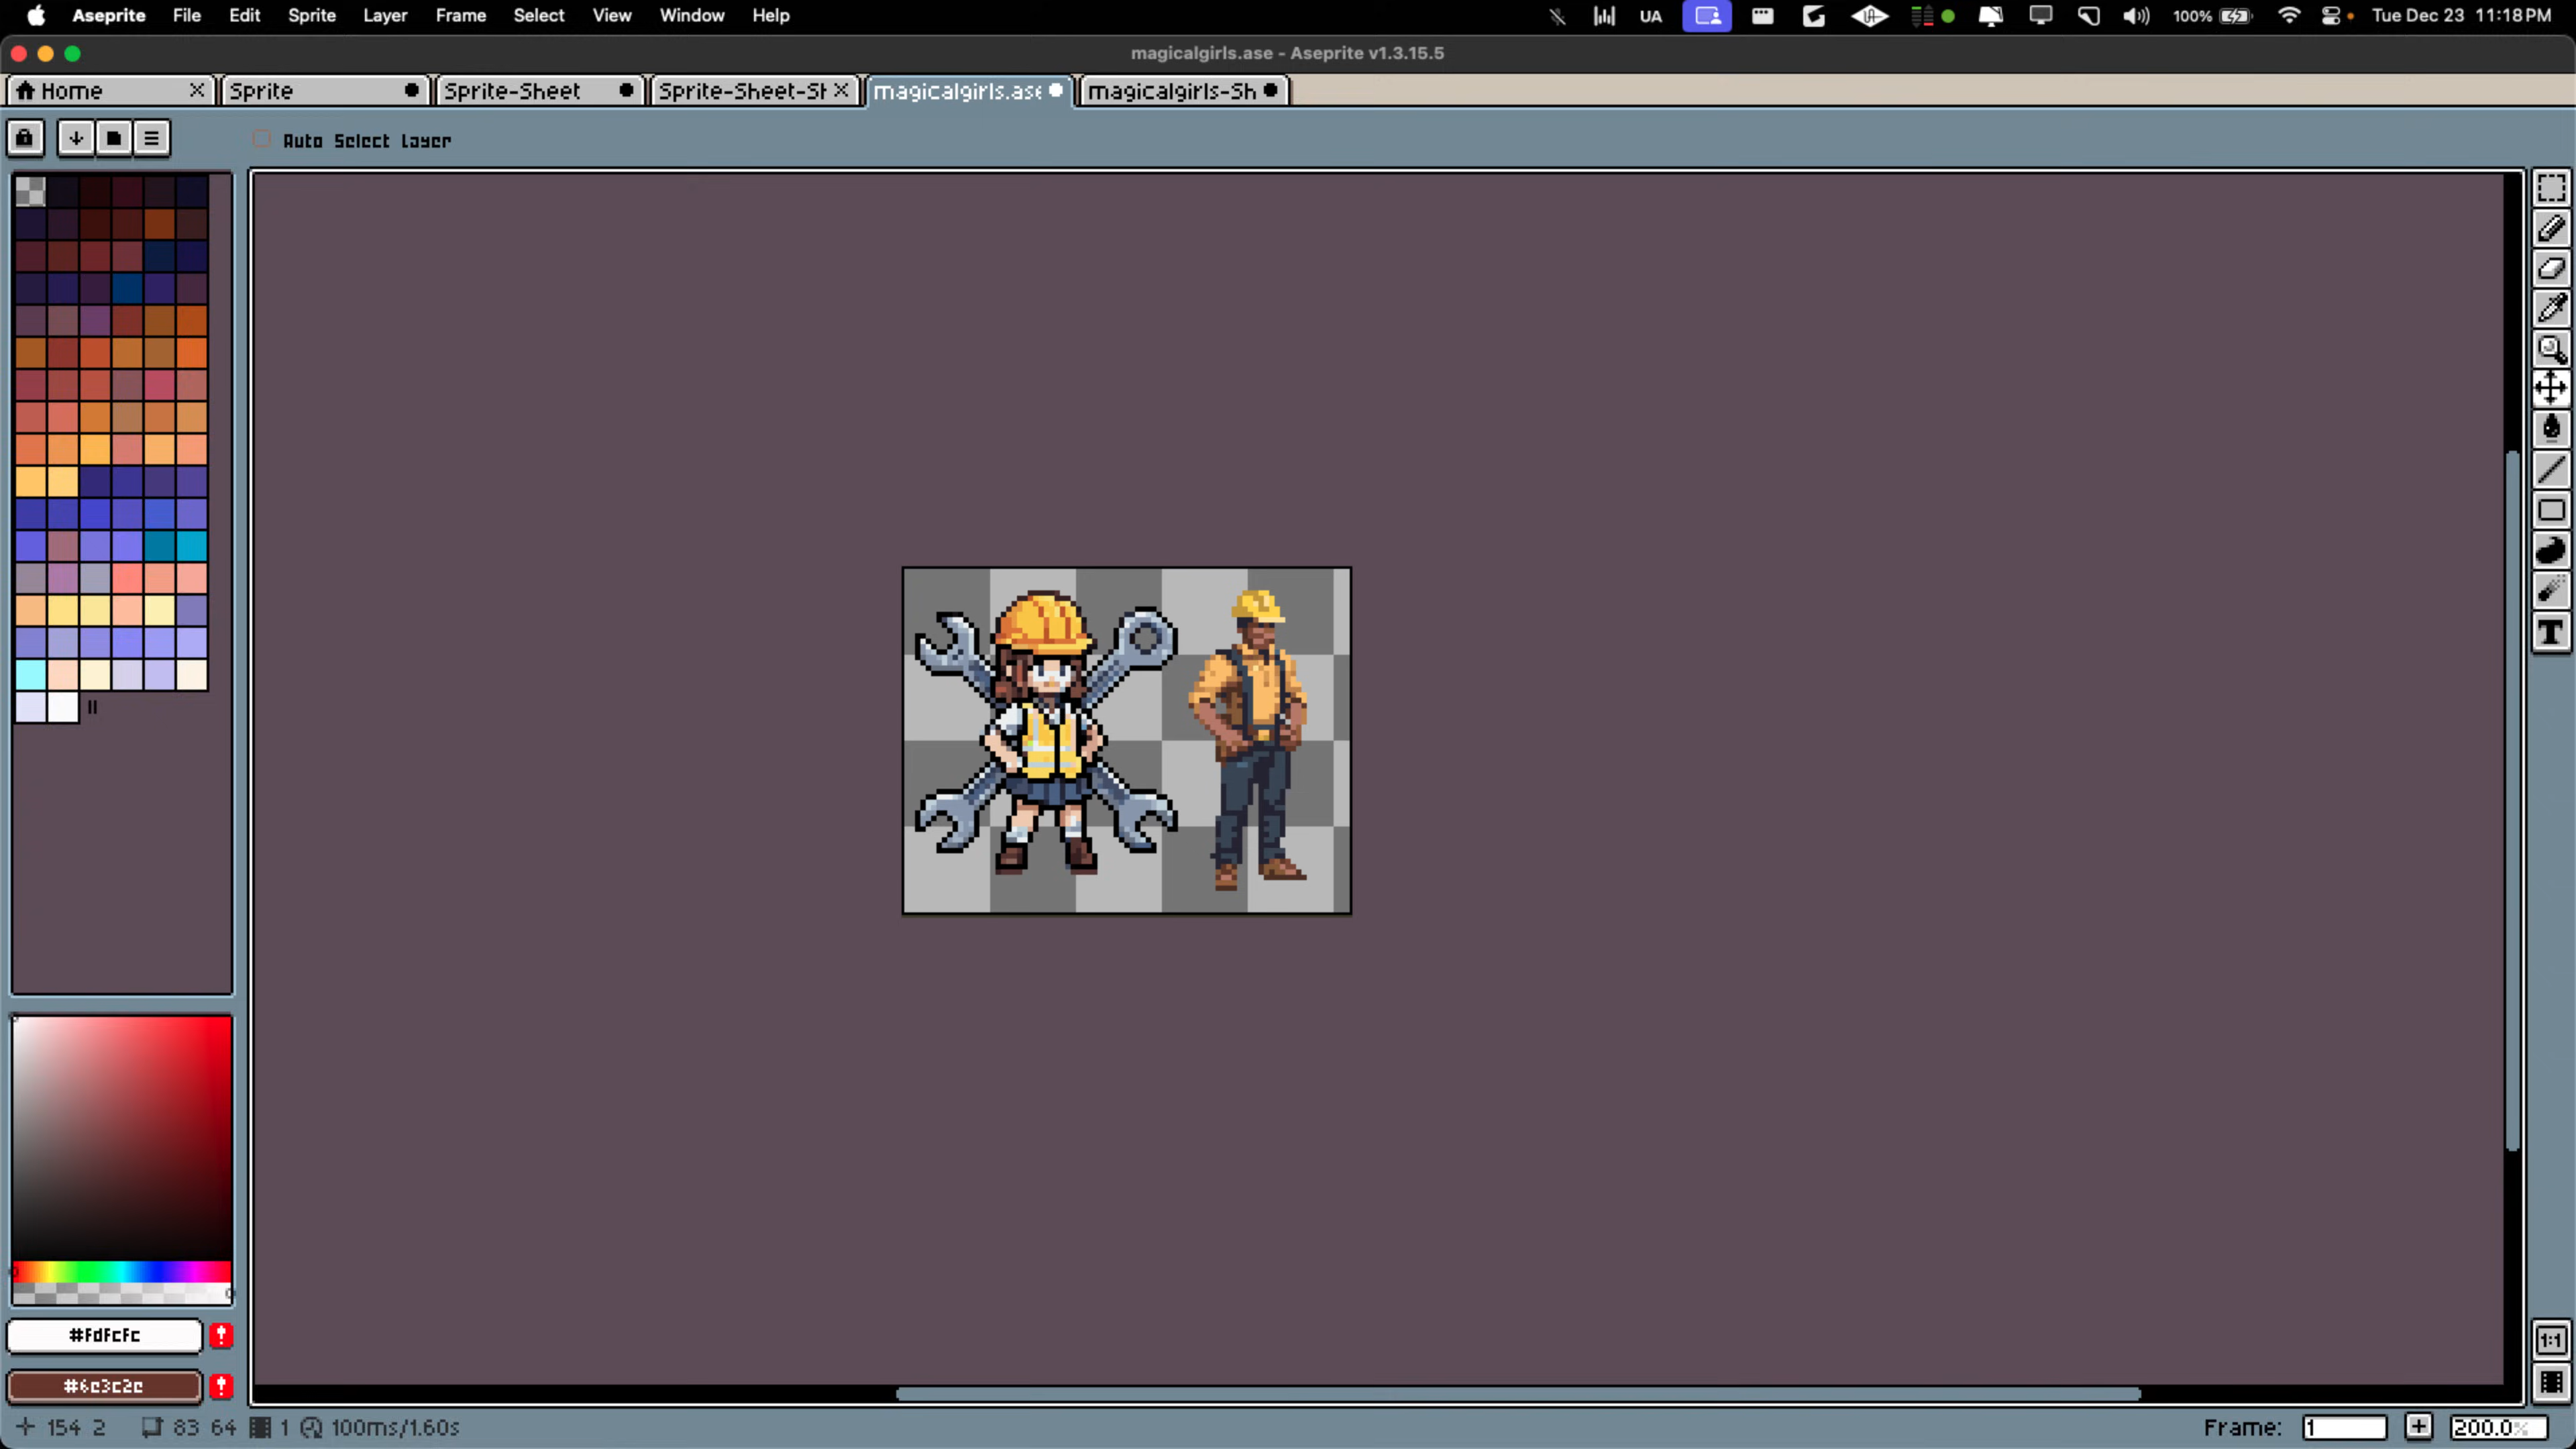 Aseprite File Edit Sprite Layer Frame Select View Window Help UA 100% Tue Dec 23 11:18 PM
magicalgirls.ase - Aseprite v1.3.15.5
Home Sprite Sprite-Sheet Sprite-Sheet-Sh magicalgirls.ase magicalgirls-Sh
Auto Select Layer
#fdfcfc
#6e3c2e
154 2 83 64 1 100ms/1.60s Frame: 1 + 200.0%
T
1:1